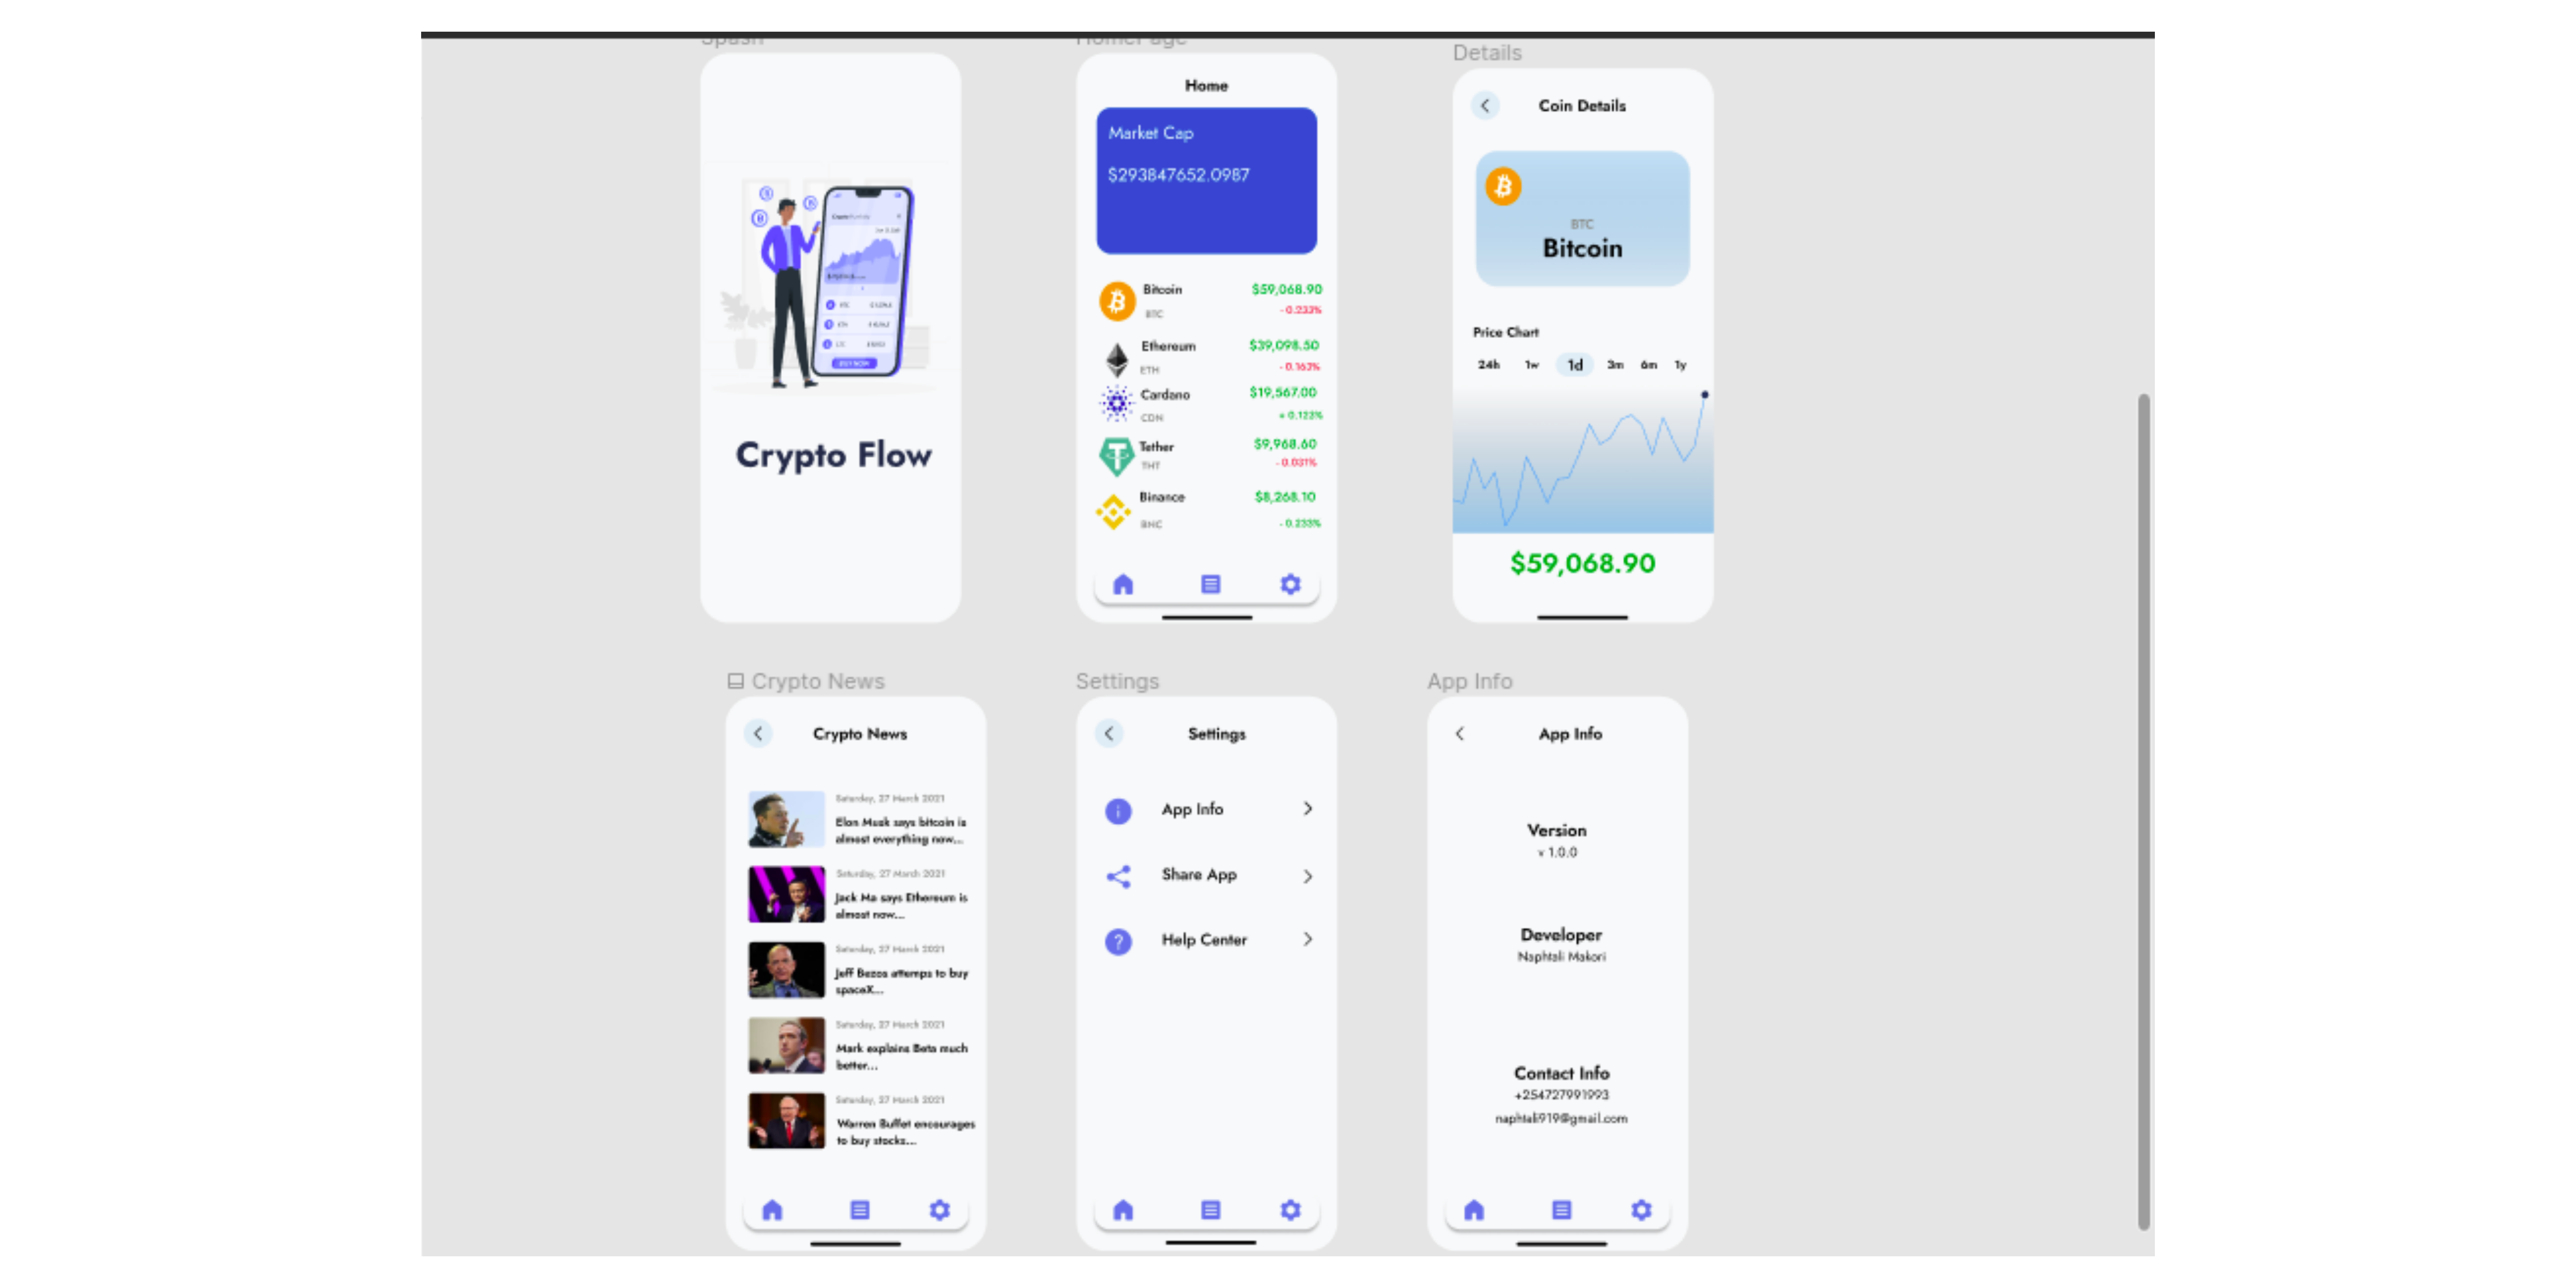 Spash
HomePage
Details
Crypto Flow
Home
Market Cap
$293847652.0987
Bitcoin $59,068.90
BTC - 0.233%
Ethereum $39,098.50
ETH - 0.163%
Cardano $19,567.00
CDN + 0.123%
Tether $9,968.60
THT - 0.031%
Binance $8,268.10
BNC - 0.233%
Coin Details
BTC
Bitcoin
Price Chart
24h 1w 1d 3m 6m 1y
$59,068.90
Crypto News
Settings
App Info
Crypto News
Saturday, 27 March 2021
Elon Musk says bitcoin is
almost everything now...
Saturday, 27 March 2021
Jack Ma says Ethereum is
almost now...
Saturday, 27 March 2021
Jeff Bezos attemps to buy
spaceX...
Saturday, 27 March 2021
Mark explains Beta much
better...
Saturday, 27 March 2021
Warren Buffet encourages
to buy stocks...
Settings
App Info
Share App
Help Center
App Info
Version
v 1.0.0
Developer
Naphtali Makori
Contact Info
+254727991993
naphtali919@gmail.com